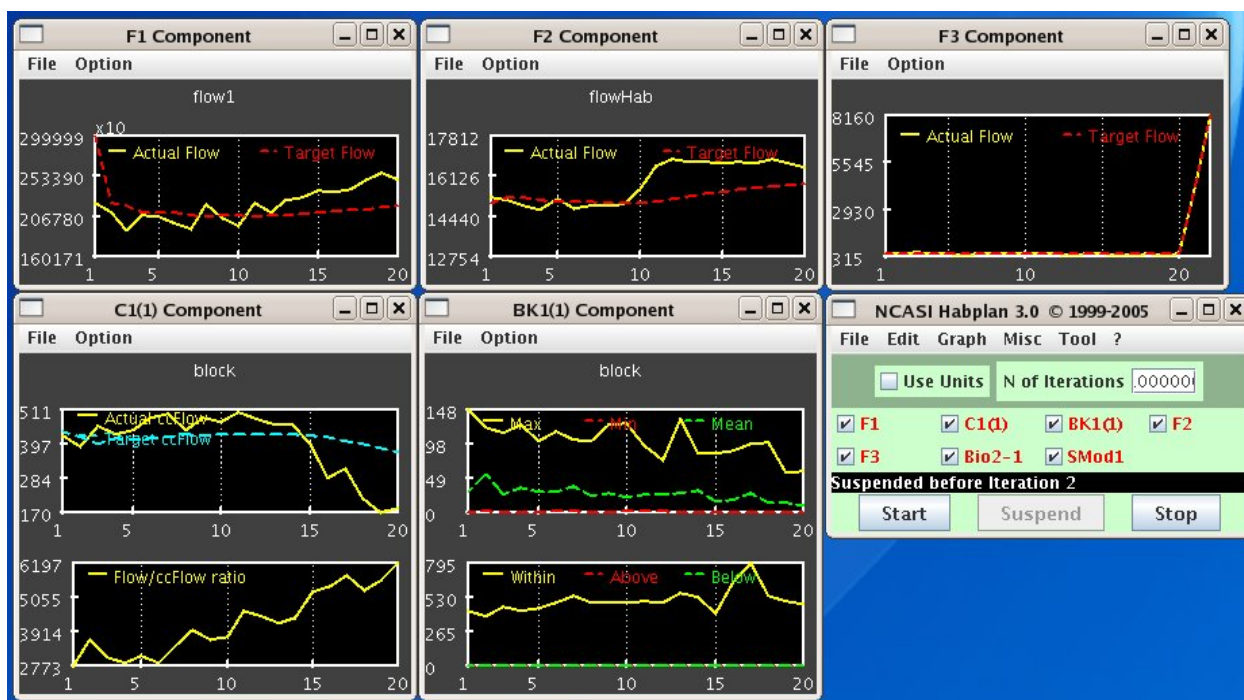 F1 Component
File Option
flow1
x10
299999
253390
206780
160171
Actual Flow
Target Flow
1 5 10 15 20
F2 Component
File Option
flowHab
17812
16126
14440
12754
Actual Flow
Target Flow
1 5 10 15 20
F3 Component
File Option
8160
5545
2930
315
Actual Flow
Target Flow
1 10 20
C1(1) Component
File Option
block
511
397
284
170
Actual ccFlow
Target ccFlow
1 5 10 15 20
6197
5055
3914
2773
Flow/ccFlow ratio
1 5 10 15 20
BK1(1) Component
File Option
block
148
98
49
0
Max Min Mean
1 5 10 15 20
795
530
265
0
Within Above Below
1 5 10 15 20
NCASI Habplan 3.0 © 1999-2005
File Edit Graph Misc Tool ?
Use Units N of Iterations .000000
F1 C1(1) BK1(1) F2
F3 Bio2-1 SMod1
Suspended before Iteration 2
Start Suspend Stop